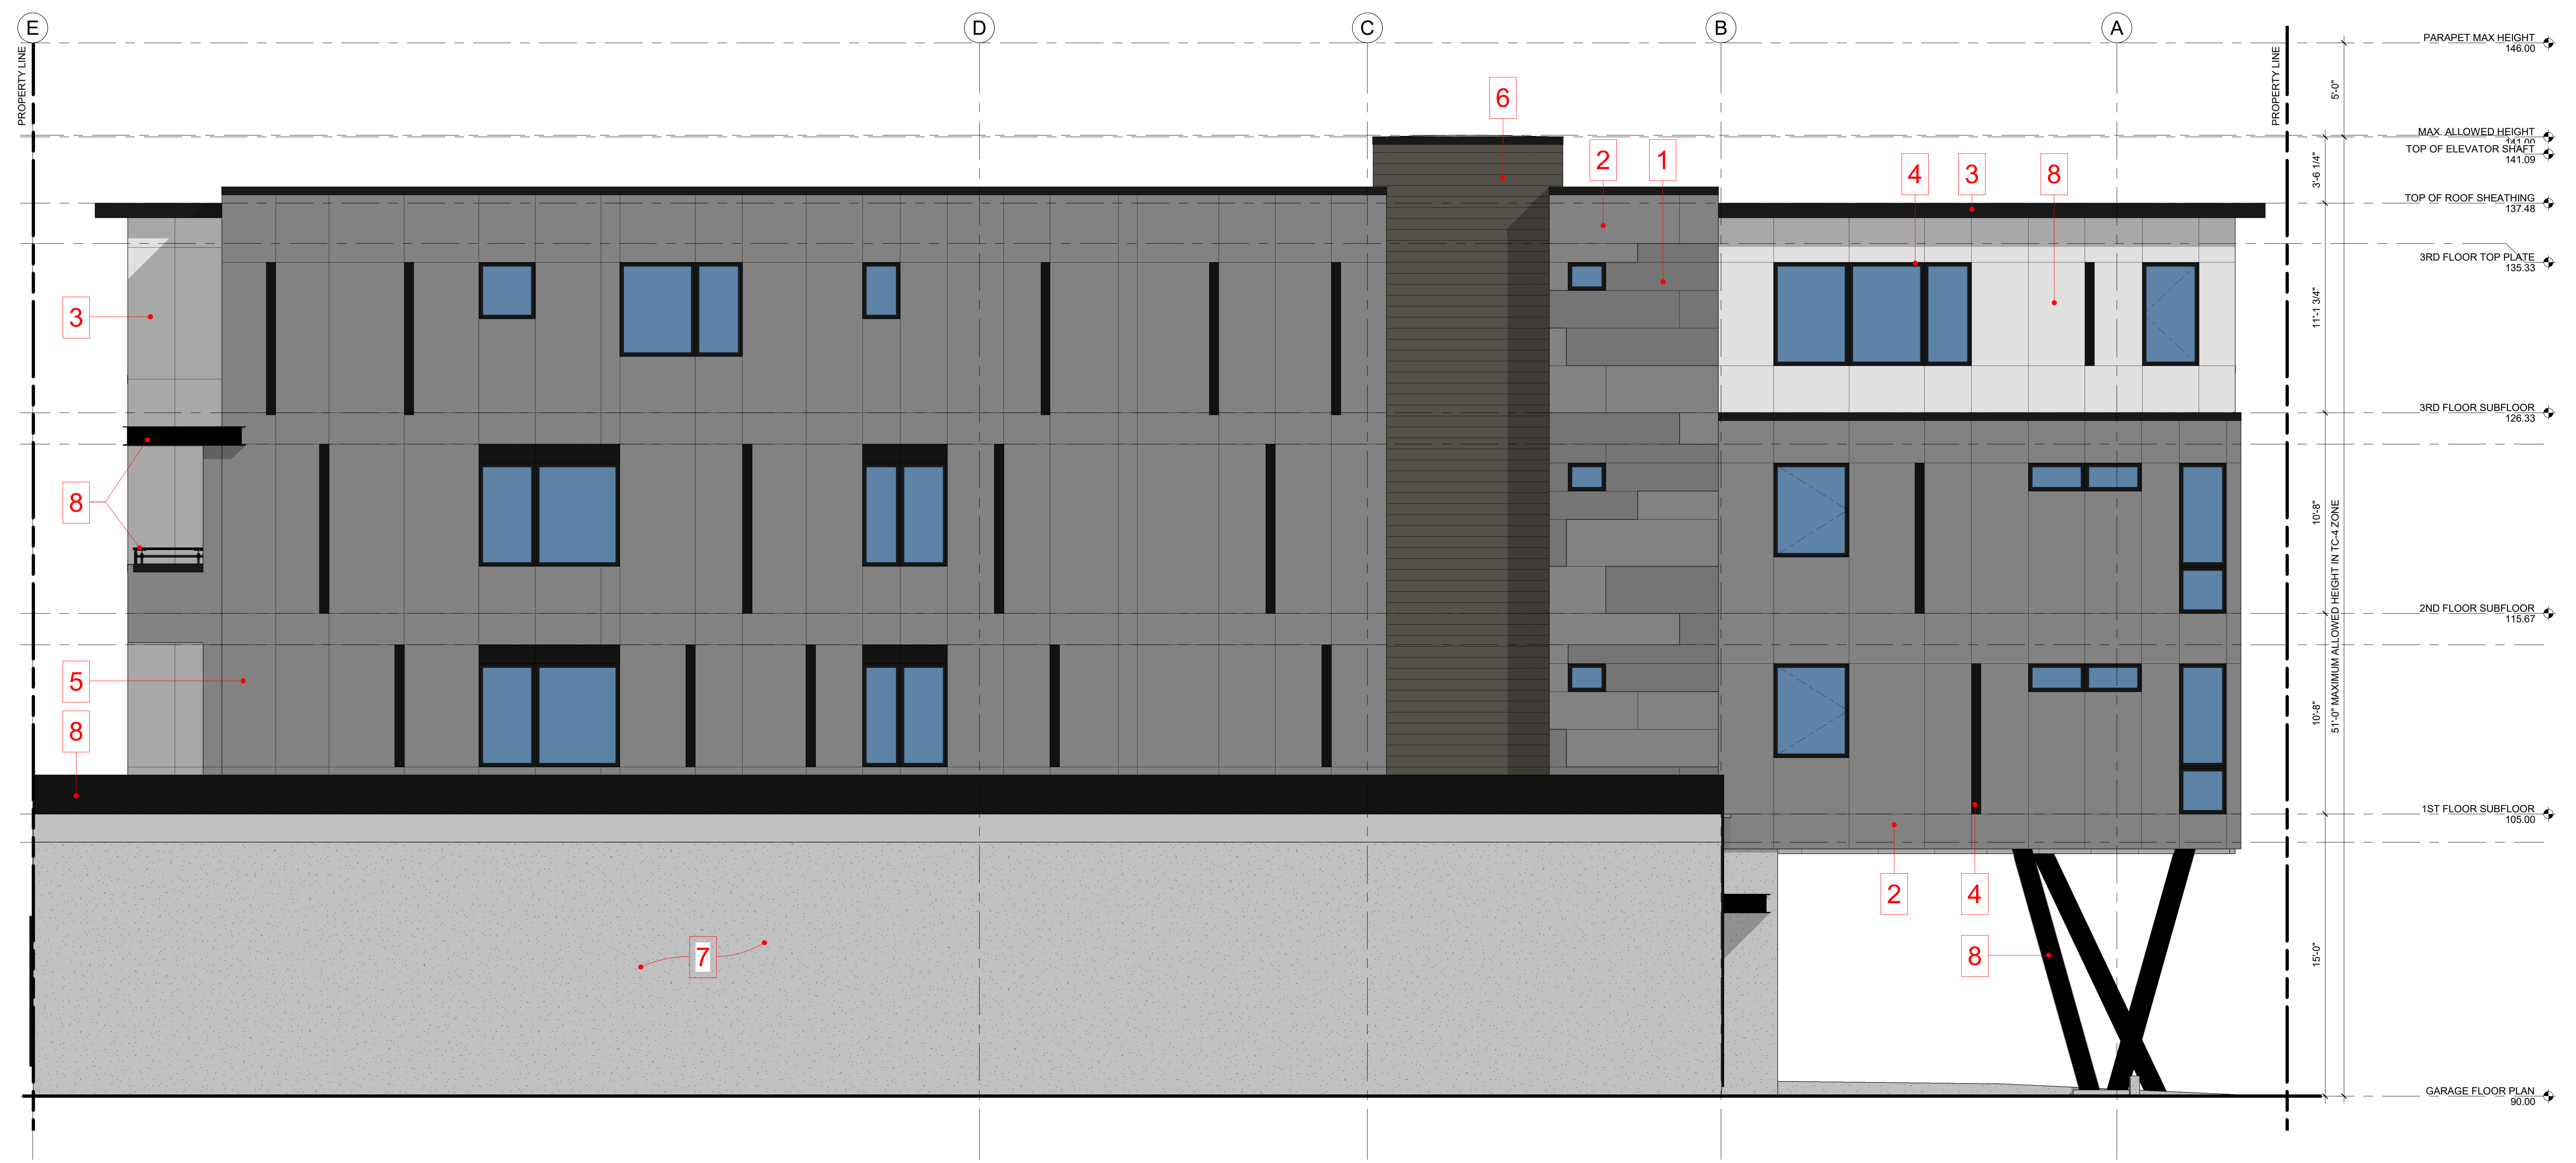 E
D
C
B
A
PROPERTY LINE
PROPERTY LINE
PARAPET MAX HEIGHT
146.00
5'-0"
MAX. ALLOWED HEIGHT
141.00
TOP OF ELEVATOR SHAFT
141.09
3'-6 1/4"
TOP OF ROOF SHEATHING
137.48
3RD FLOOR TOP PLATE
135.33
11'-1 3/4"
3RD FLOOR SUBFLOOR
126.33
10'-8"
51'-0" MAXIMUM ALLOWED HEIGHT IN TC-4 ZONE
2ND FLOOR SUBFLOOR
115.67
10'-8"
1ST FLOOR SUBFLOOR
105.00
15'-0"
GARAGE FLOOR PLAN
90.00
6
2
1
4
3
8
3
8
5
8
2
4
7
8